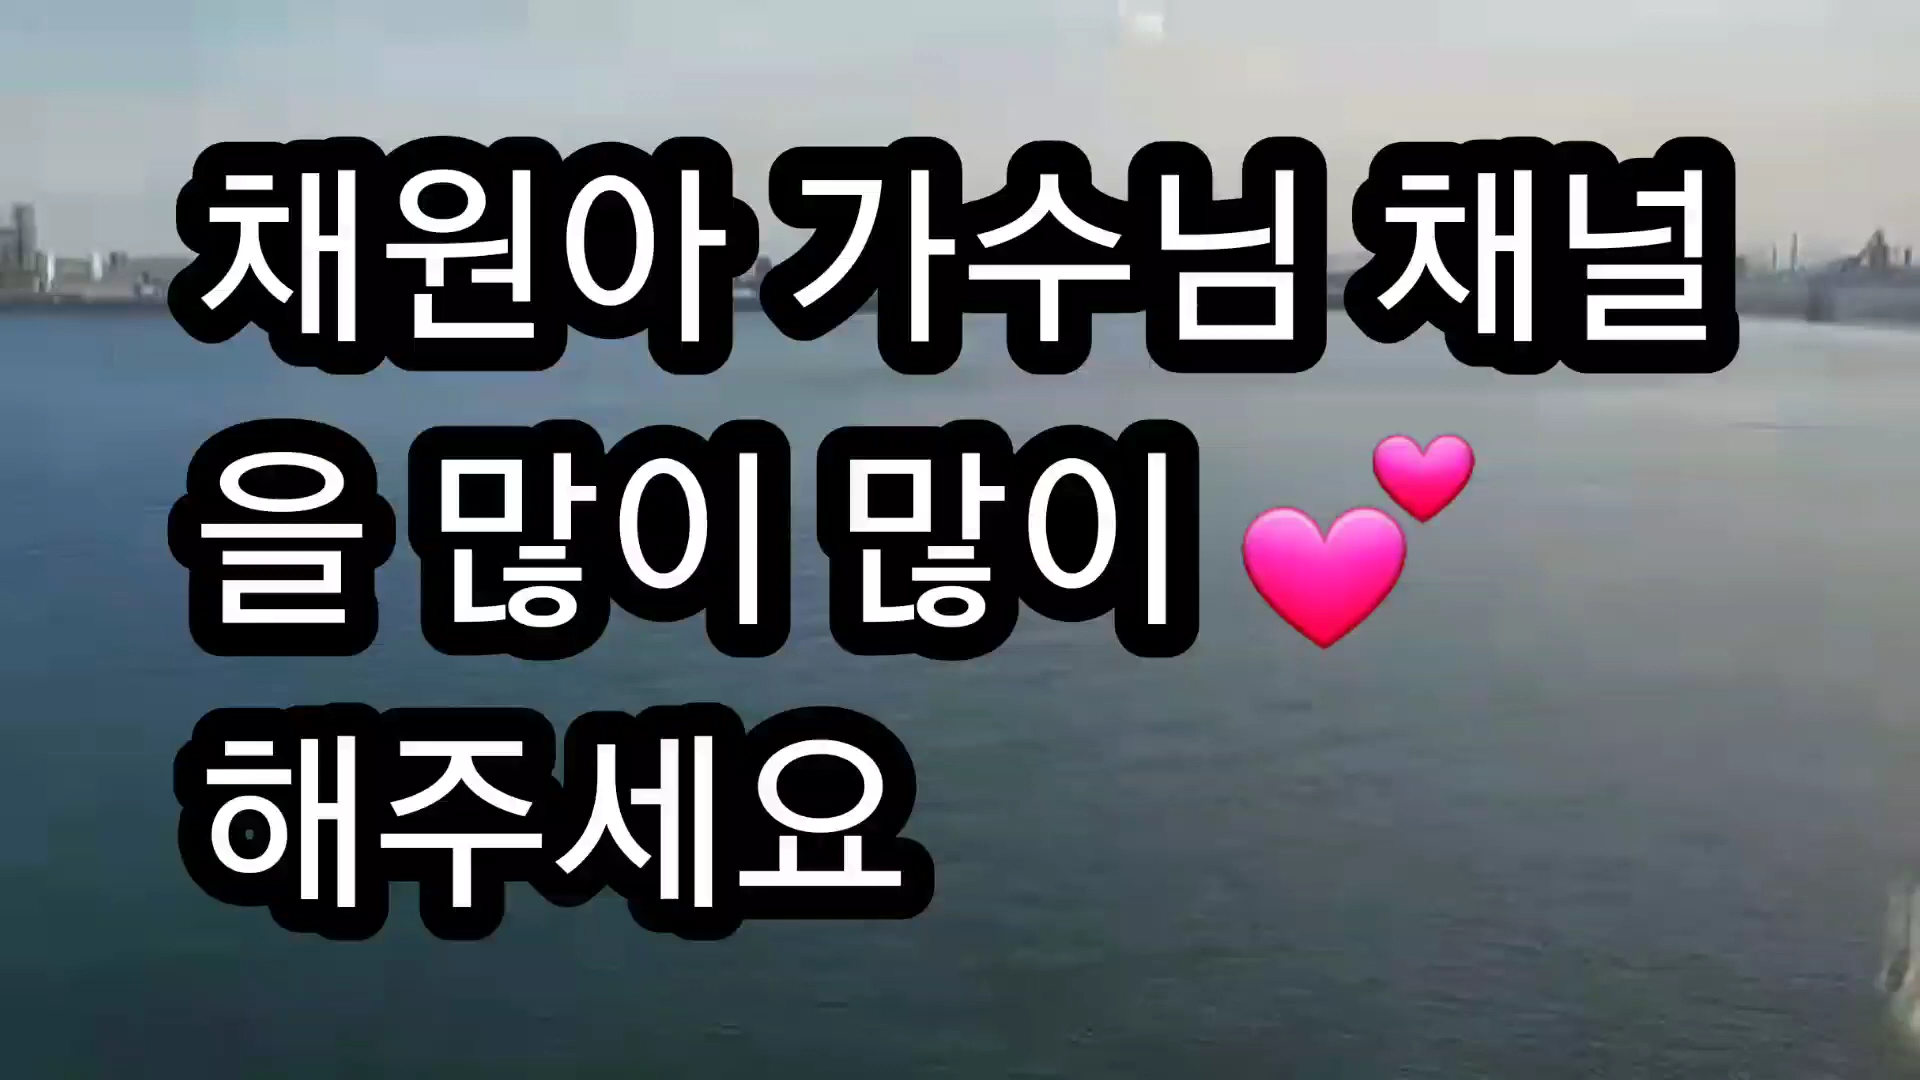 채원아 가수님 채널
을 많이 많이 💕
해주세요